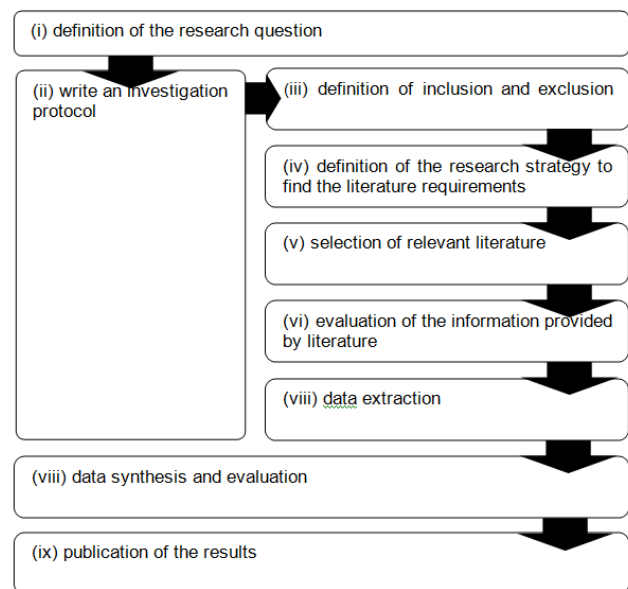 (i) definition of the research question
(ii) write an investigation
protocol
(iii) definition of inclusion and exclusion
(iv) definition of the research strategy to
find the literature requirements
(v) selection of relevant literature
(vi) evaluation of the information provided
by literature
(viii) data extraction
(viii) data synthesis and evaluation
(ix) publication of the results